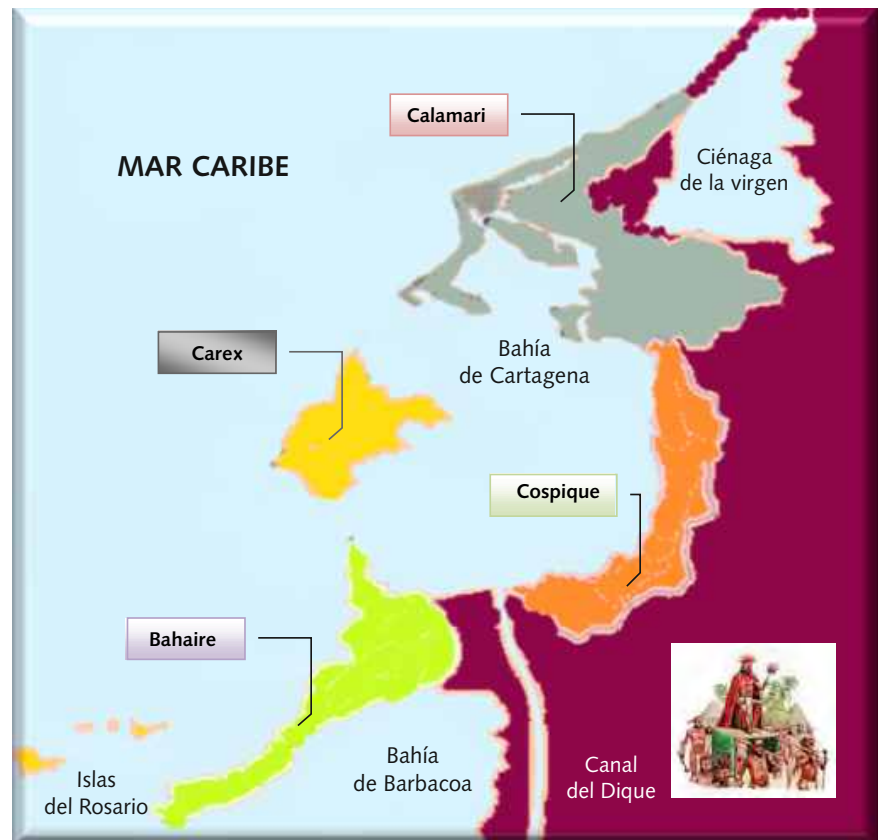 Calamari
MAR CARIBE
Ciénaga
de la virgen
Carex
Bahía
de Cartagena
Cospique
Bahaire
Islas
del Rosario
Bahía
de Barbacoa
Canal
del Dique